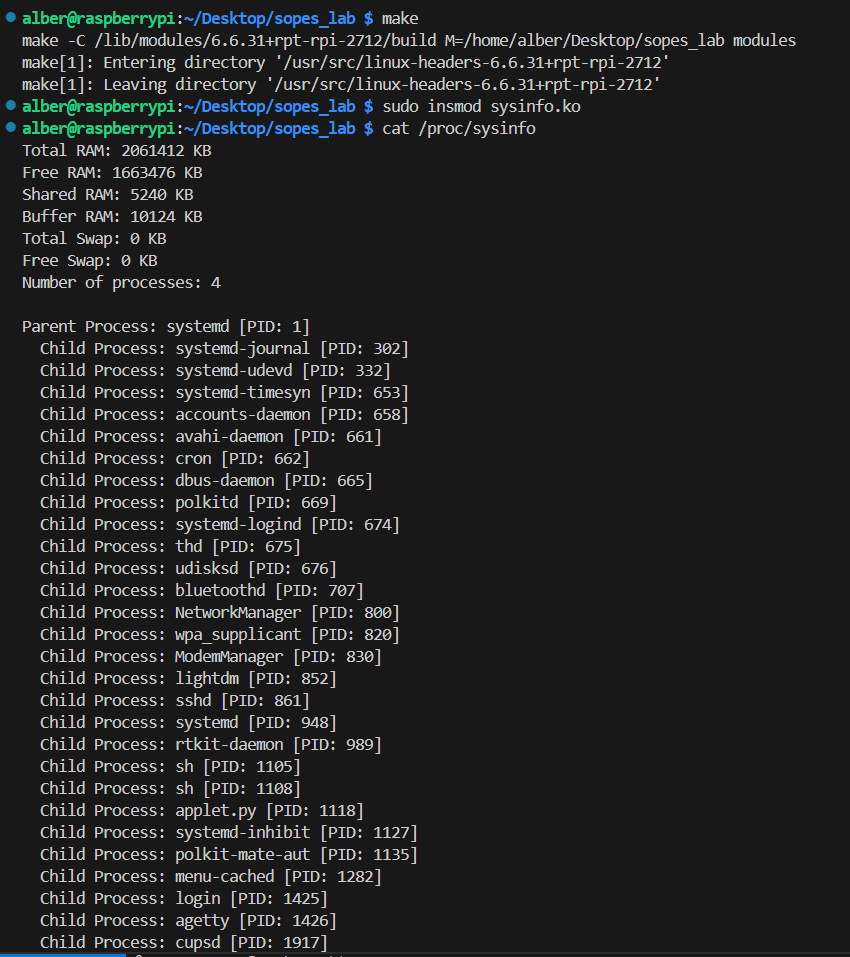 alber@raspberrypi:~/Desktop/sopes_lab $ make
make -C /lib/modules/6.6.31+rpt-rpi-2712/build M=/home/alber/Desktop/sopes_lab modules
make[1]: Entering directory '/usr/src/linux-headers-6.6.31+rpt-rpi-2712'
make[1]: Leaving directory '/usr/src/linux-headers-6.6.31+rpt-rpi-2712'
alber@raspberrypi:~/Desktop/sopes_lab $ sudo insmod sysinfo.ko
alber@raspberrypi:~/Desktop/sopes_lab $ cat /proc/sysinfo
Total RAM: 2061412 KB
Free RAM: 1663476 KB
Shared RAM: 5240 KB
Buffer RAM: 10124 KB
Total Swap: 0 KB
Free Swap: 0 KB
Number of processes: 4

Parent Process: systemd [PID: 1]
  Child Process: systemd-journal [PID: 302]
  Child Process: systemd-udevd [PID: 332]
  Child Process: systemd-timesyn [PID: 653]
  Child Process: accounts-daemon [PID: 658]
  Child Process: avahi-daemon [PID: 661]
  Child Process: cron [PID: 662]
  Child Process: dbus-daemon [PID: 665]
  Child Process: polkitd [PID: 669]
  Child Process: systemd-logind [PID: 674]
  Child Process: thd [PID: 675]
  Child Process: udisksd [PID: 676]
  Child Process: bluetoothd [PID: 707]
  Child Process: NetworkManager [PID: 800]
  Child Process: wpa_supplicant [PID: 820]
  Child Process: ModemManager [PID: 830]
  Child Process: lightdm [PID: 852]
  Child Process: sshd [PID: 861]
  Child Process: systemd [PID: 948]
  Child Process: rtkit-daemon [PID: 989]
  Child Process: sh [PID: 1105]
  Child Process: sh [PID: 1108]
  Child Process: applet.py [PID: 1118]
  Child Process: systemd-inhibit [PID: 1127]
  Child Process: polkit-mate-aut [PID: 1135]
  Child Process: menu-cached [PID: 1282]
  Child Process: login [PID: 1425]
  Child Process: agetty [PID: 1426]
  Child Process: cupsd [PID: 1917]